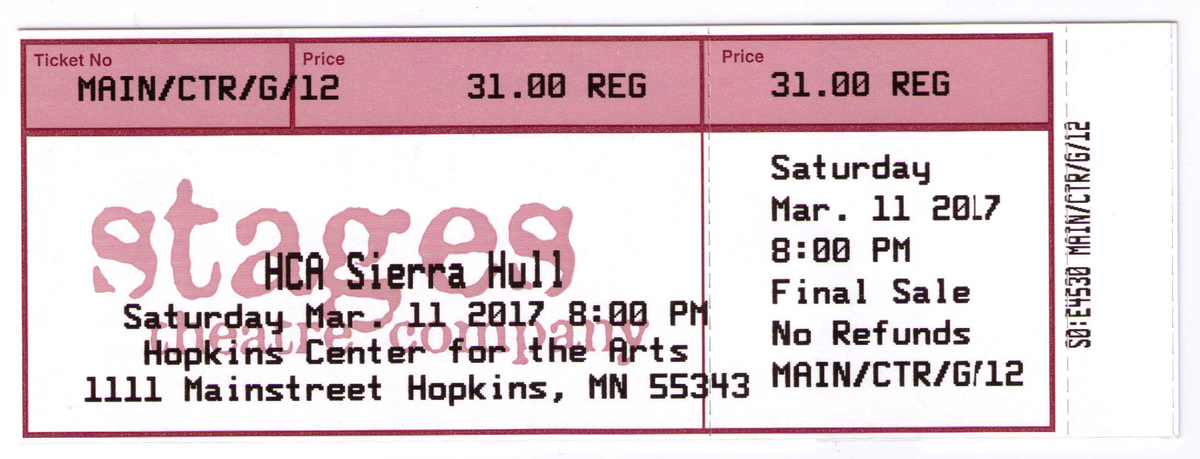 Ticket No
MAIN/CTR/G/12
Price
31.00 REG
Price
31.00 REG
stages
theatre company
HCA Sierra Hull
Saturday Mar. 11 2017 8:00 PM
Hopkins Center for the Arts
1111 Mainstreet Hopkins, MN 55343
Saturday
Mar. 11 2017
8:00 PM
Final Sale
No Refunds
MAIN/CTR/G/12
SO:E4530 MAIN/CTR/G/12